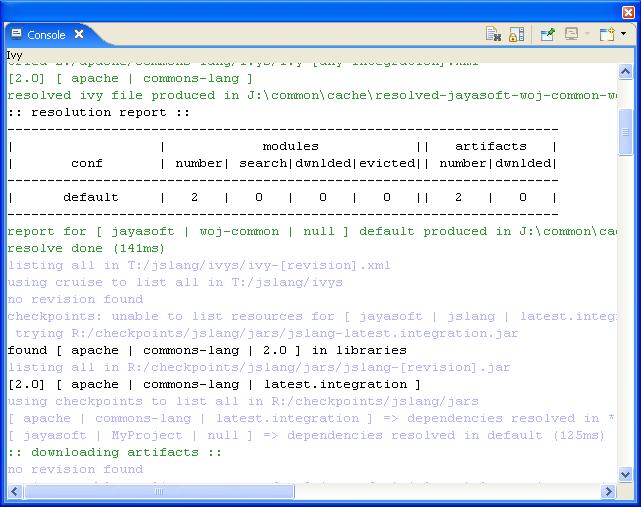 Console
Ivy
[2.0] [ apache | commons-lang ]
resolved ivy file produced in J:\common\cache\resolved-jayasoft-woj-common-wo
:: resolution report ::
---------------------------------------------------------------------
|                  |            modules            ||   artifacts   |
|       conf       | number| search|dwnlded|evicted|| number|dwnlded|
---------------------------------------------------------------------
|      default     |   2   |   0   |   0   |   0   ||   2   |   0   |
---------------------------------------------------------------------
report for [ jayasoft | woj-common | null ] default produced in J:\common\cac
resolve done (141ms)
listing all in T:/jslang/ivys/ivy-[revision].xml
using cruise to list all in T:/jslang/ivys
no revision found
checkpoints: unable to list resources for [ jayasoft | jslang | latest.integ
trying R:/checkpoints/jslang/jars/jslang-latest.integration.jar
found [ apache | commons-lang | 2.0 ] in libraries
listing all in R:/checkpoints/jslang/jars/jslang-[revision].jar
[2.0] [ apache | commons-lang | latest.integration ]
using checkpoints to list all in R:/checkpoints/jslang/jars
[ apache | commons-lang | latest.integration ] => dependencies resolved in *
[ jayasoft | MyProject | null ] => dependencies resolved in default (125ms)
:: downloading artifacts ::
no revision found